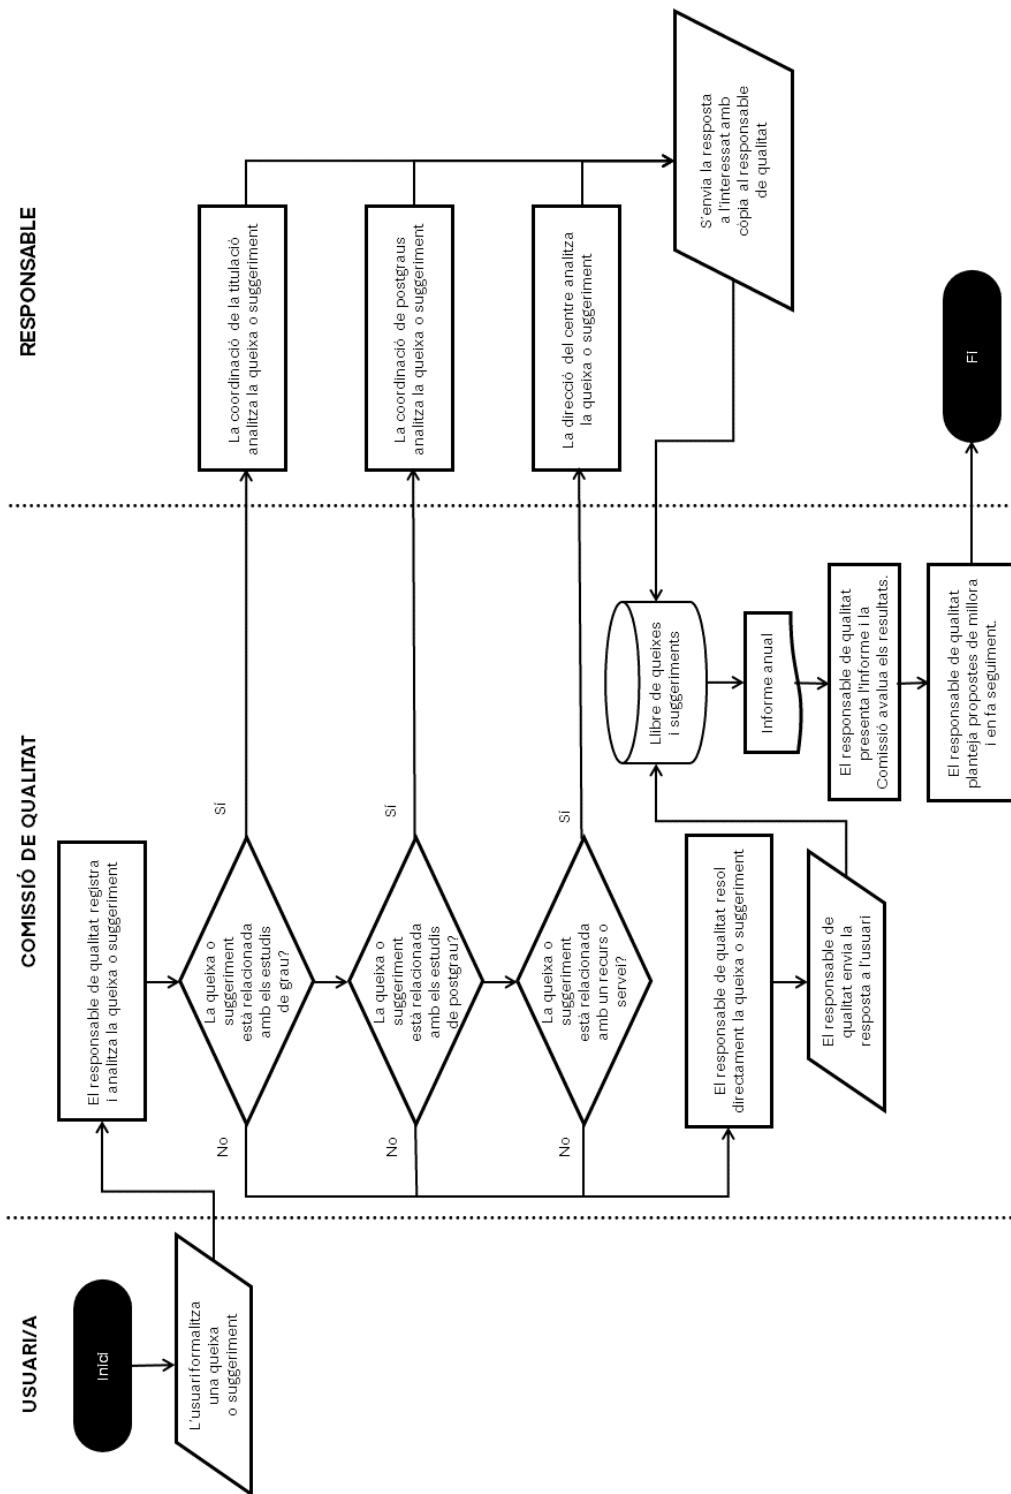 USUARI/A
COMISSIÓ DE QUALITAT
RESPONSABLE
Inici
L'usuari formalitza
una queixa
o suggeriment
El responsable de qualitat registra
i analitza la queixa o suggeriment
La queixa o
suggeriment
està relacionada
amb els estudis
de grau?
No
Sí
La coordinació de la titulació
analitza la queixa o suggeriment
La queixa o
suggeriment
està relacionada
amb els estudis
de postgrau?
No
Sí
La coordinació de postgraus
analitza la queixa o suggeriment
La queixa o
suggeriment
està relacionada
amb un recurs o
servei?
No
Sí
La direcció del centre analitza
la queixa o suggeriment
S'envia la resposta
a l'interessat amb
còpia al responsable
de qualitat
El responsable de qualitat resol
directament la queixa o suggeriment
El responsable de
qualitat envia la
resposta a l'usuari
Llibre de queixes
i suggeriments
Informe anual
El responsable de qualitat
presenta l'informe i la
Comissió avalua els resultats.
El responsable de qualitat
planteja propostes de millora
i en fa seguiment.
Fi